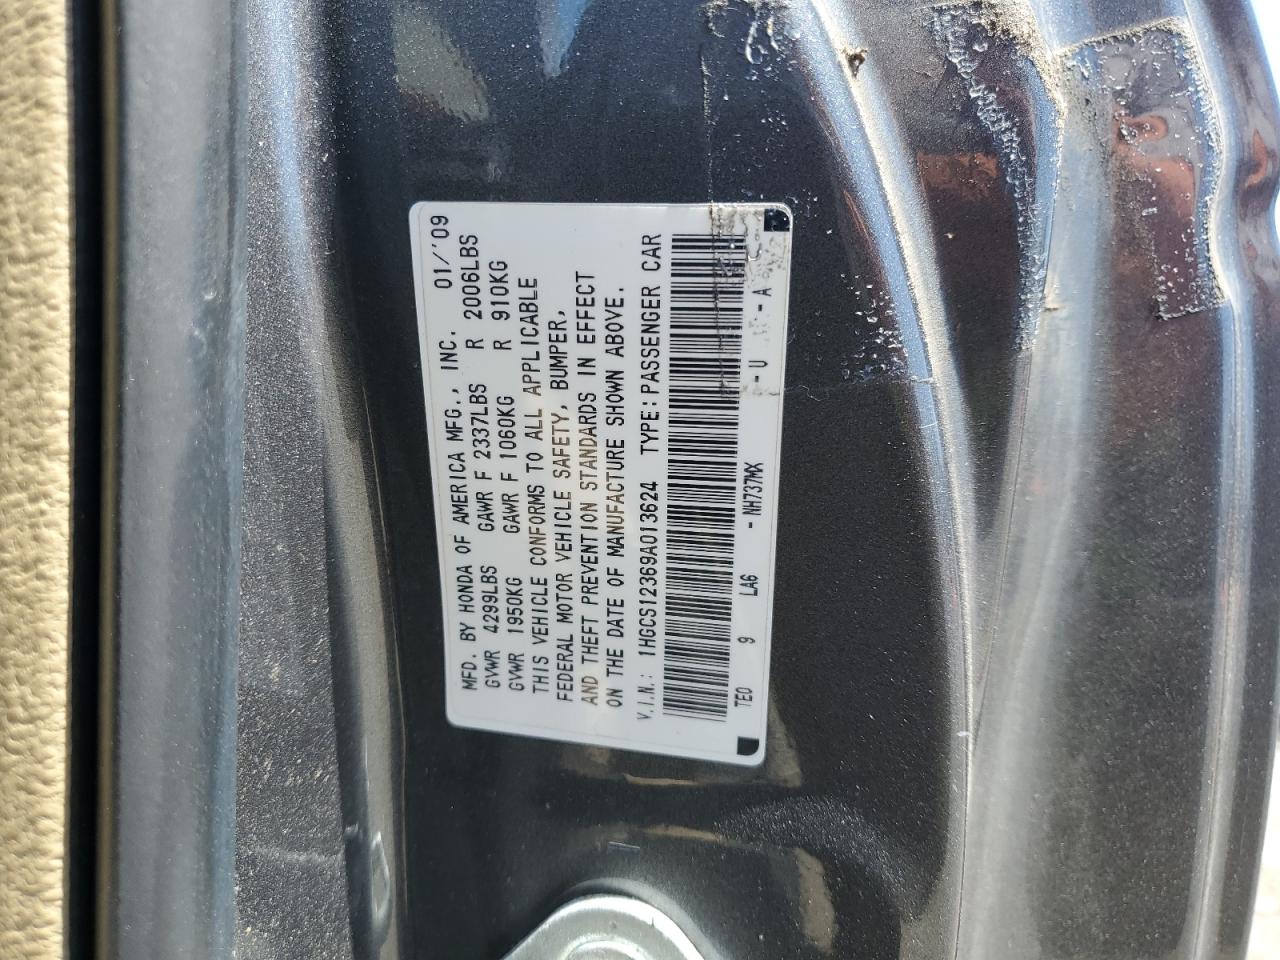 MFD. BY HONDA OF AMERICA MFG., INC. 01/'09
GVWR 4299LBS GAWR F 2337LBS R 2006LBS
GVWR 1950KG GAWR F 1060KG R 910KG
THIS VEHICLE CONFORMS TO ALL APPLICABLE
FEDERAL MOTOR VEHICLE SAFETY, BUMPER,
AND THEFT PREVENTION STANDARDS IN EFFECT
ON THE DATE OF MANUFACTURE SHOWN ABOVE.
V.I.N.: 1HGCS12369A013624 TYPE: PASSENGER CAR
TE0 9 LA6 - NH737MX - U - A -